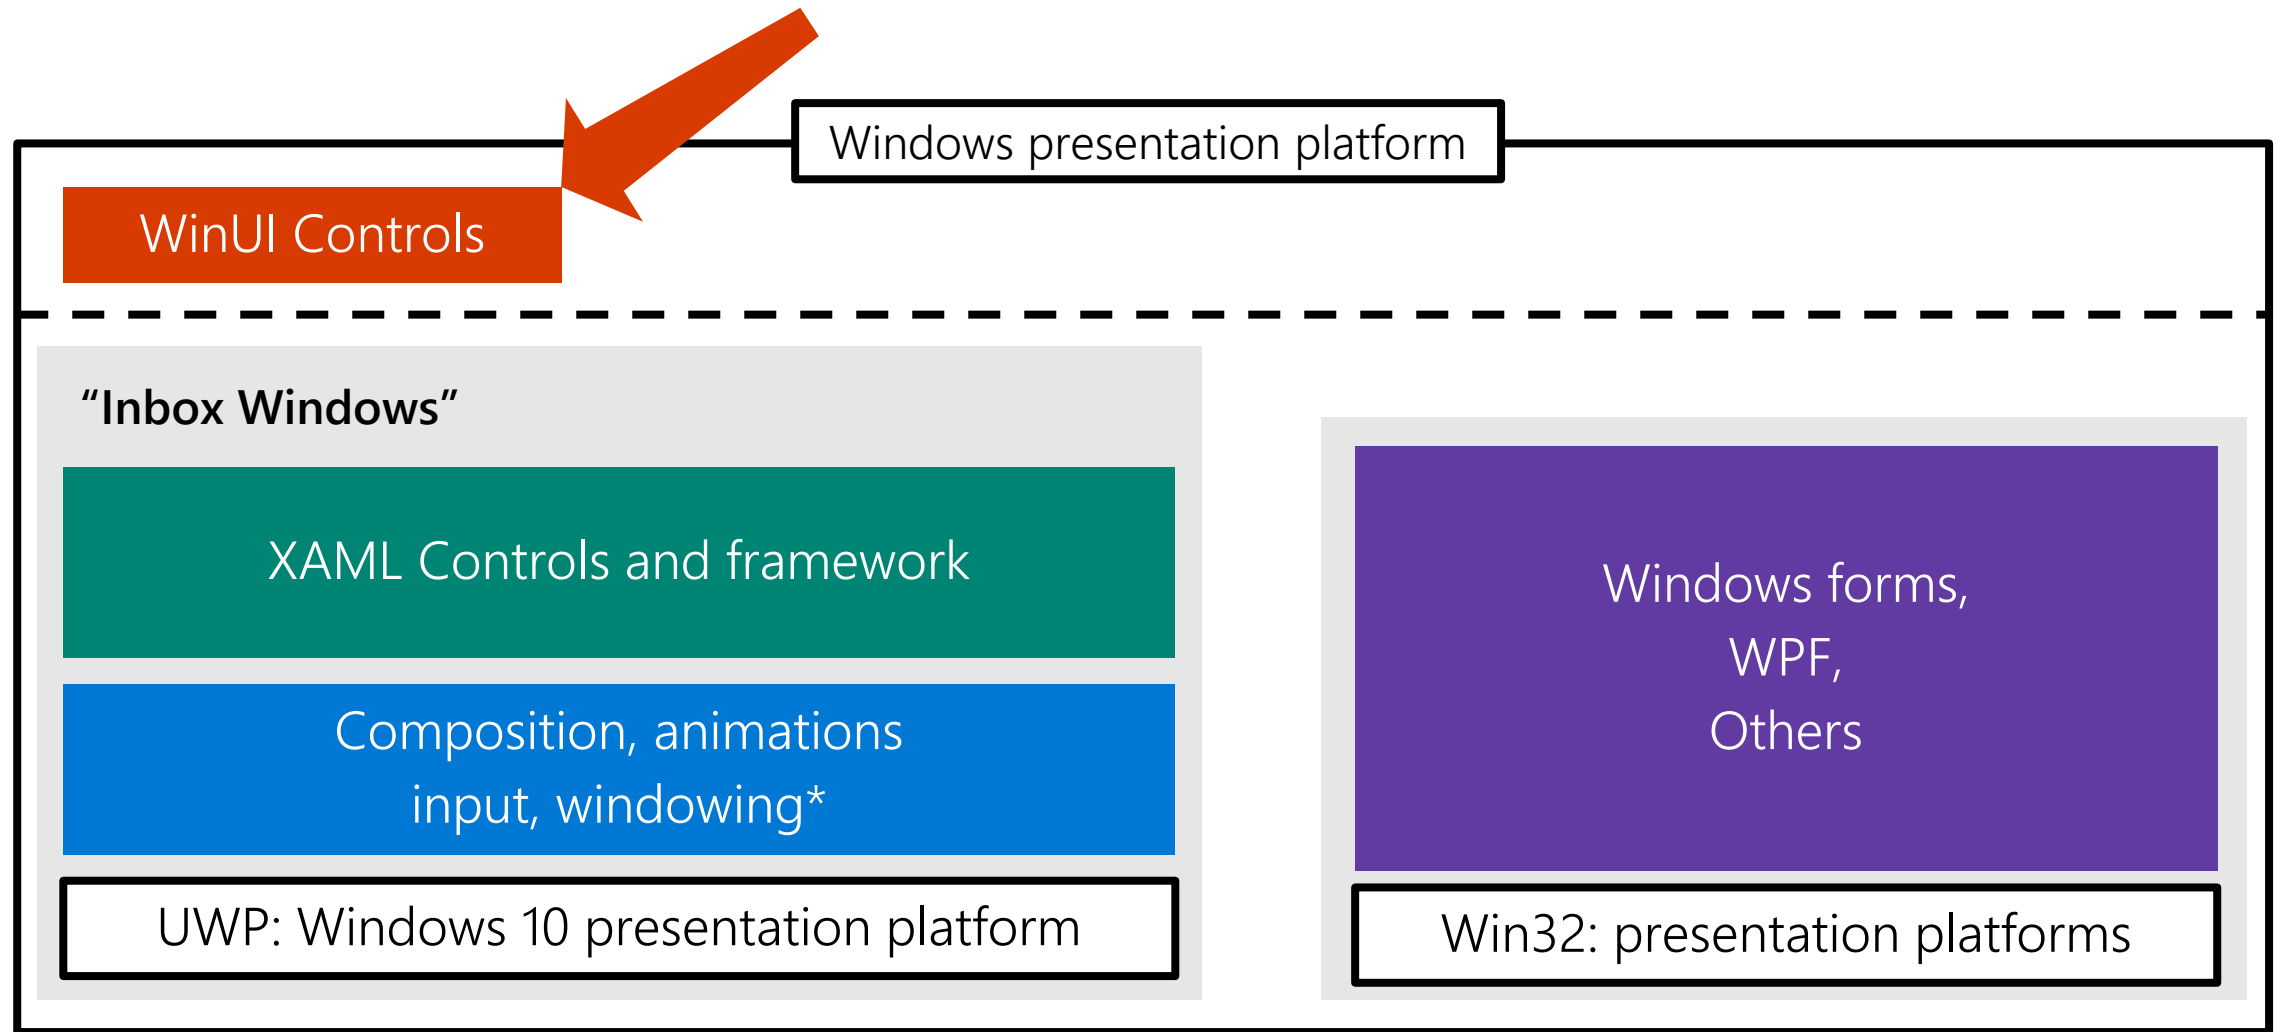 Windows presentation platform
WinUI Controls
“Inbox Windows”
XAML Controls and framework
Composition, animations
input, windowing*
UWP: Windows 10 presentation platform
Windows forms,
WPF,
Others
Win32: presentation platforms